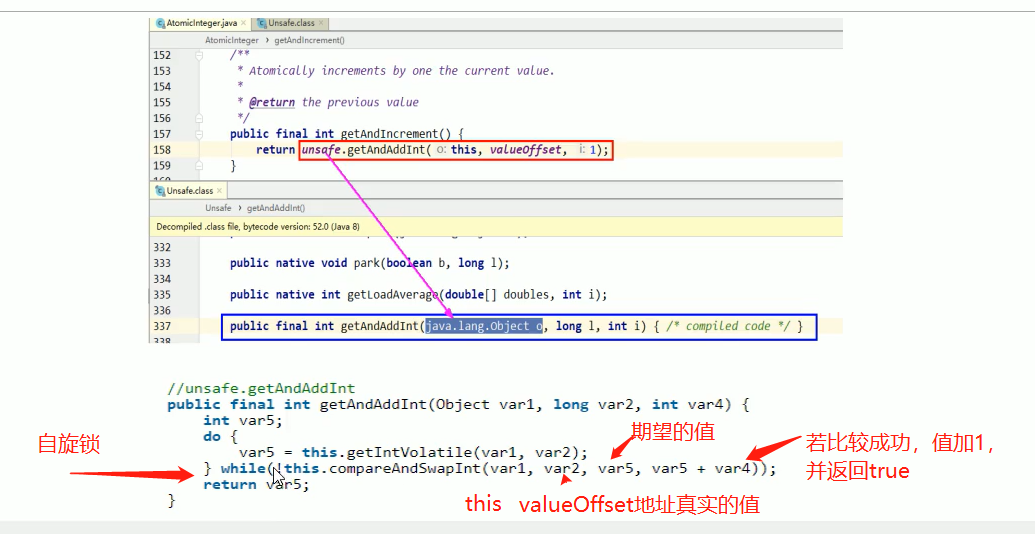 AtomicInteger.java × Unsafe.class ×
AtomicInteger › getAndIncrement()
152 /**
153 * Atomically increments by one the current value.
154 *
155 * @return the previous value
156 */
157 public final int getAndIncrement() {
158 return unsafe.getAndAddInt( o: this, valueOffset, i: 1);
159 }
160
Unsafe.class ×
Unsafe › getAndAddInt()
Decompiled .class file, bytecode version: 52.0 (Java 8)
332
333 public native void park(boolean b, long l);
334
335 public native int getLoadAverage(double[] doubles, int i);
336
337 public final int getAndAddInt(java.lang.Object o, long l, int i) { /* compiled code */ }
338
//unsafe.getAndAddInt
public final int getAndAddInt(Object var1, long var2, int var4) {
int var5;
do {
var5 = this.getIntVolatile(var1, var2);
} while(!this.compareAndSwapInt(var1, var2, var5, var5 + var4));
return var5;
}
自旋锁
期望的值
若比较成功，值加1，
并返回true
this valueOffset地址真实的值